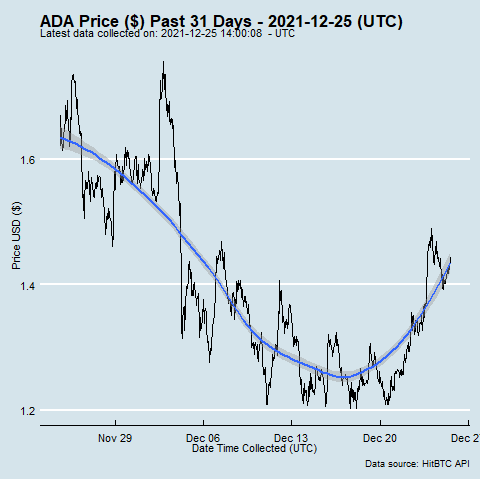 ADA Price ($) Past 31 Days - 2021-12-25 (UTC)
Latest data collected on: 2021-12-25 14:00:08 - UTC
Price USD ($)
1.6
1.4
1.2
Nov 29 Dec 06 Dec 13 Dec 20 Dec 2
Date Time Collected (UTC)
Data source: HitBTC API